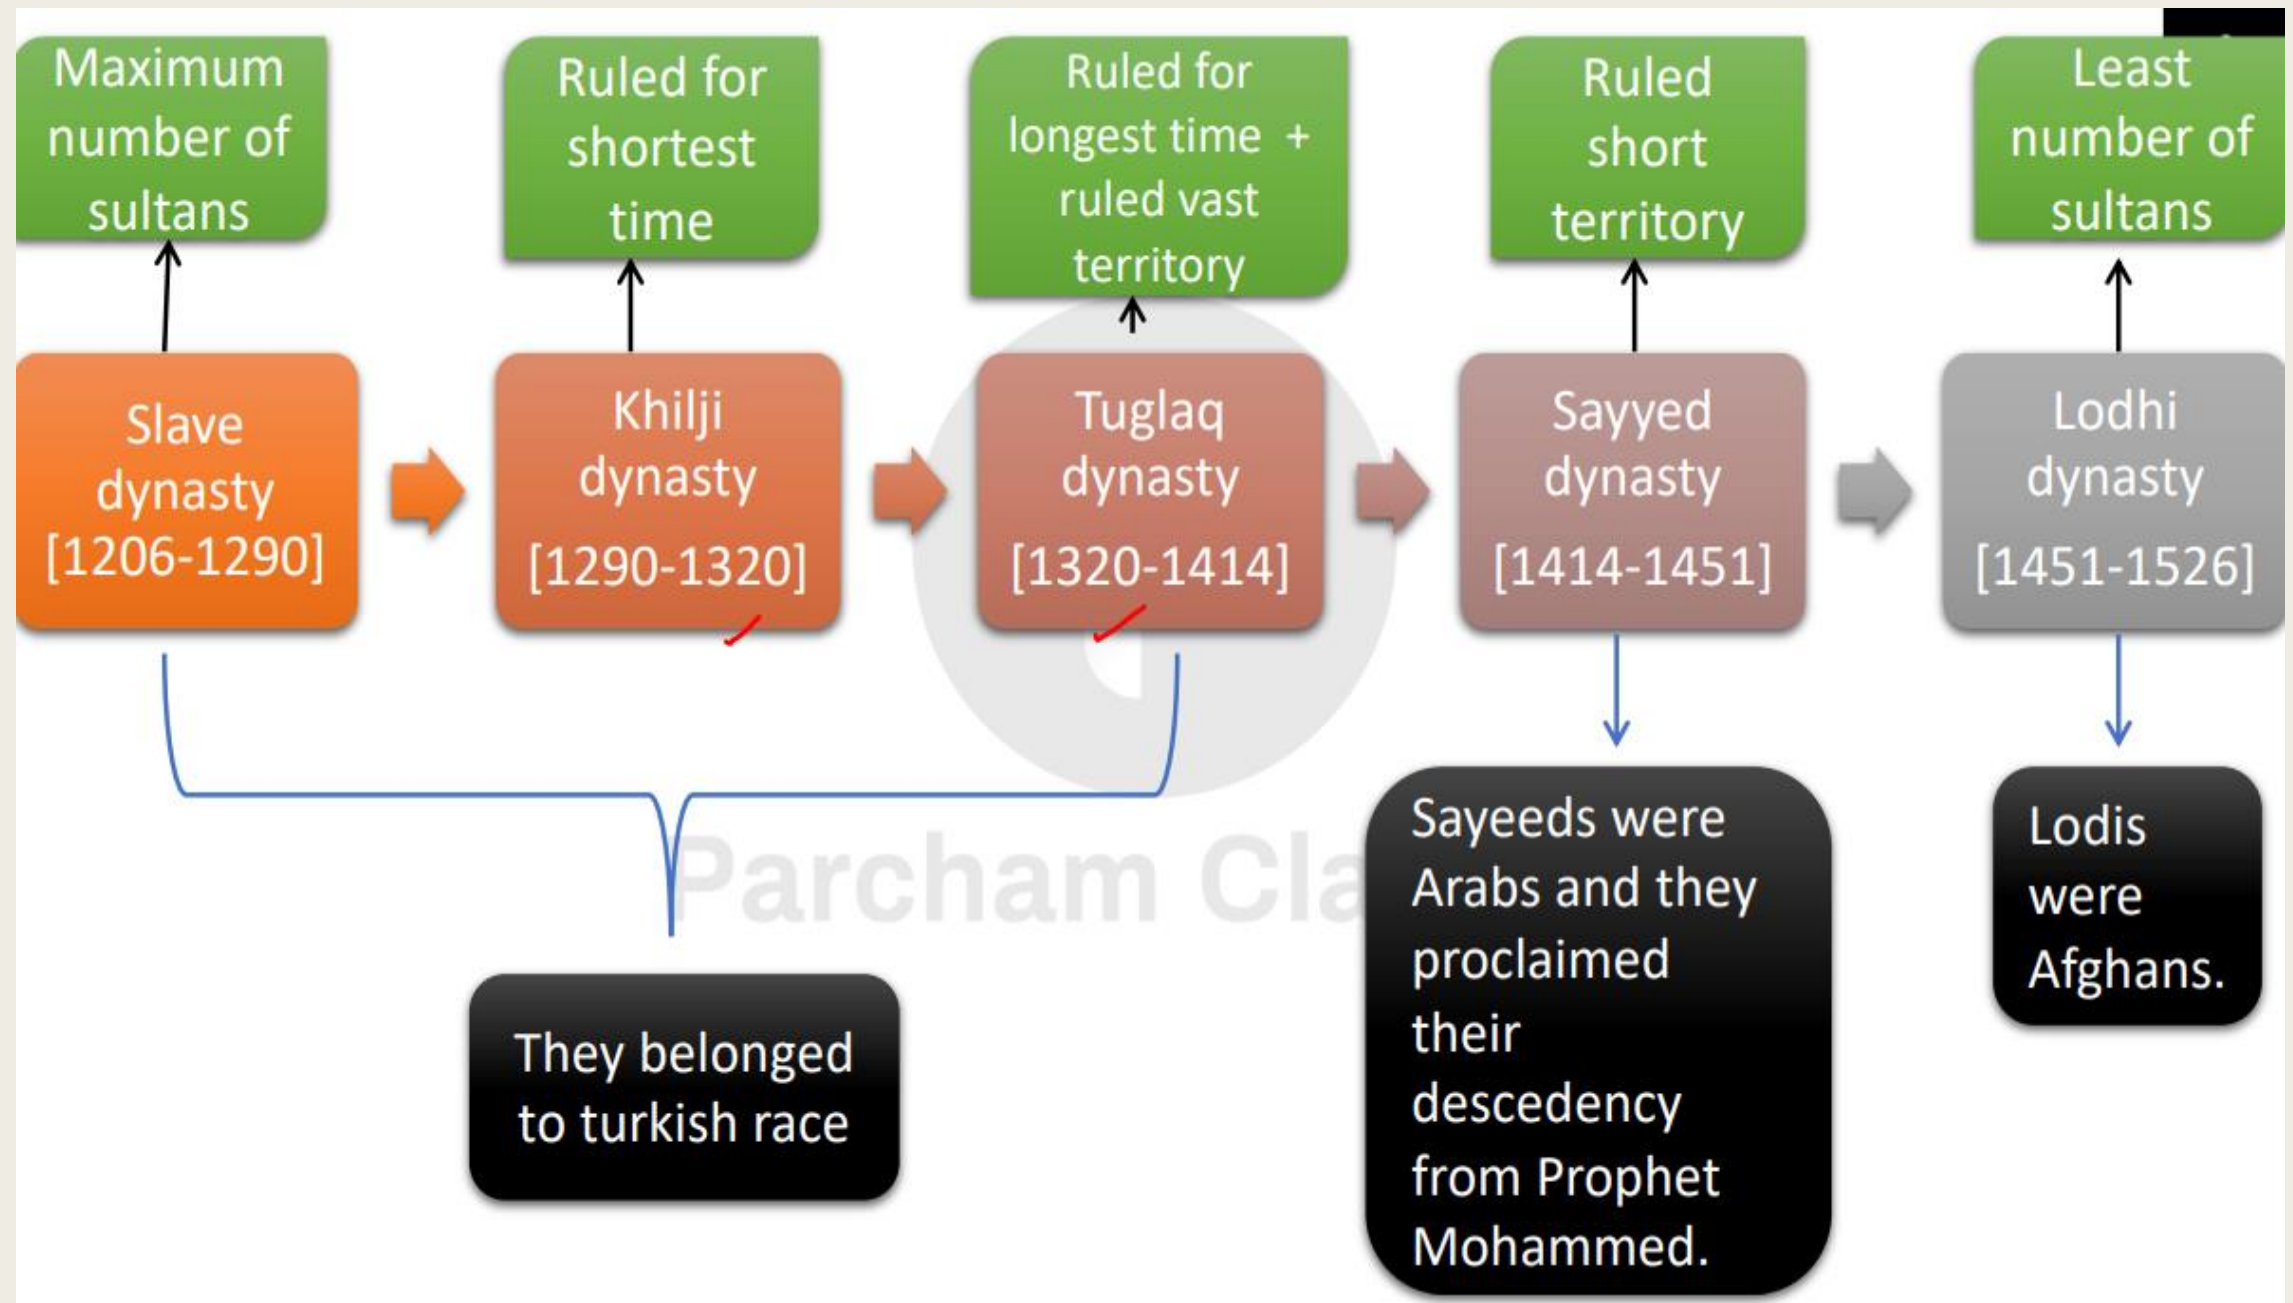 Maximum
number of
sultans
Ruled for
shortest
time
Ruled for
longest time +
ruled vast
territory
Ruled
short
territory
Least
number of
sultans
Slave
dynasty
[1206-1290]
Khilji
dynasty
[1290-1320]
Tuglaq
dynasty
[1320-1414]
Sayyed
dynasty
[1414-1451]
Lodhi
dynasty
[1451-1526]
They belonged
to turkish race
Sayeeds were
Arabs and they
proclaimed
their
descedency
from Prophet
Mohammed.
Lodis
were
Afghans.
Parcham Cla